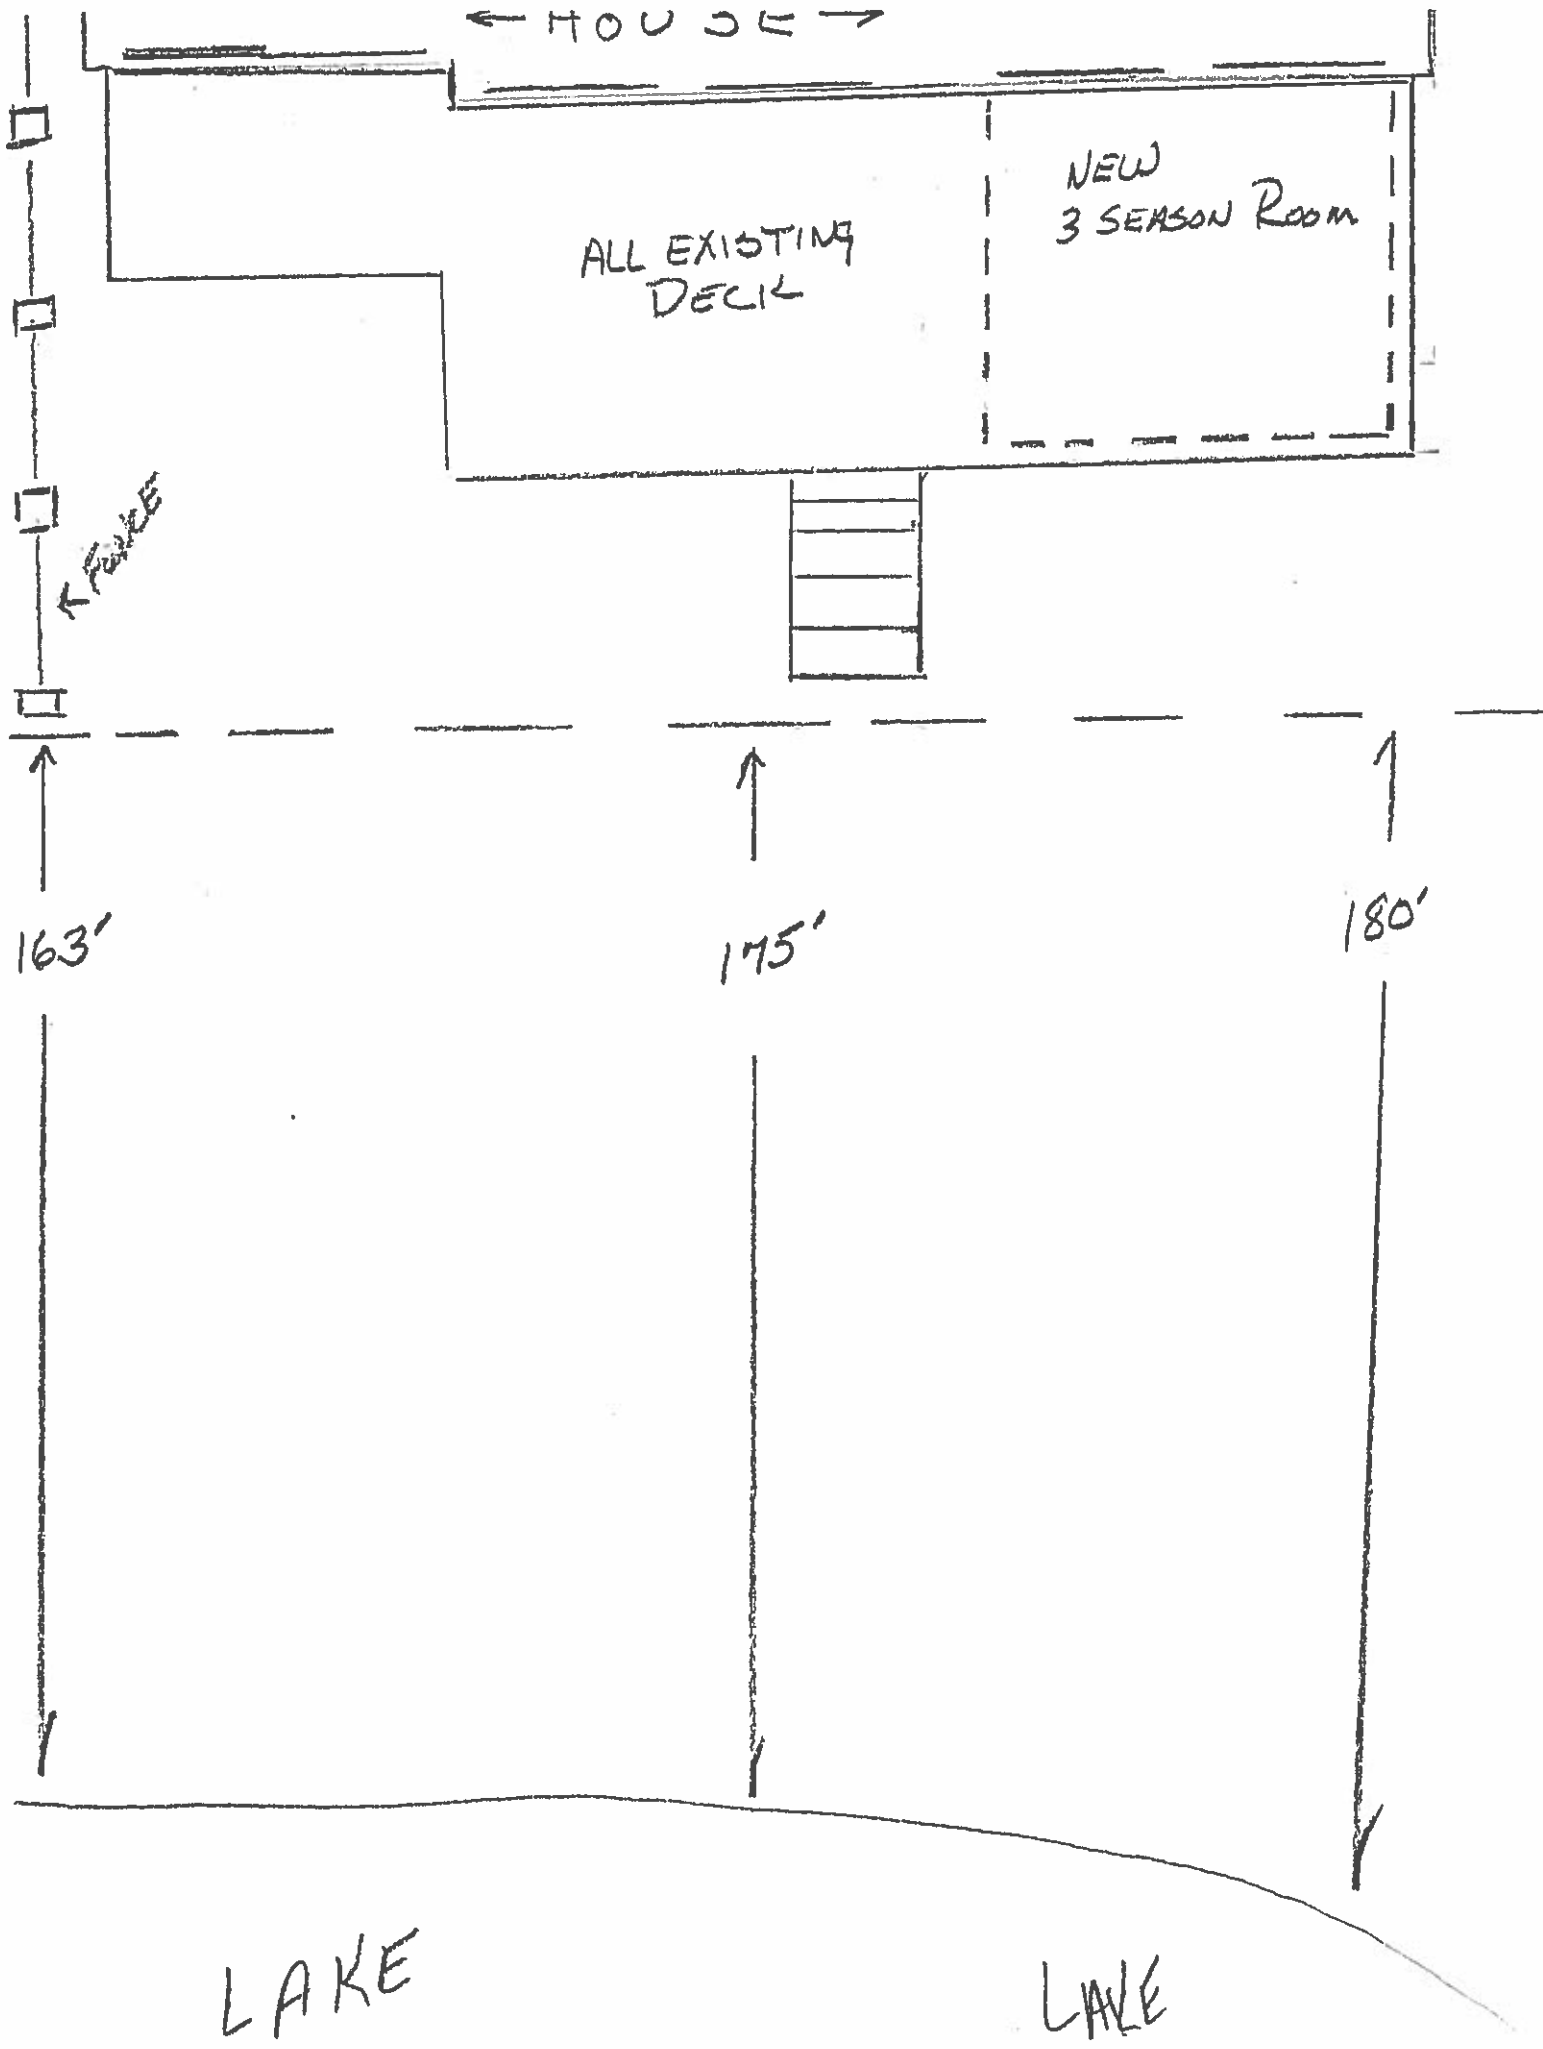 HOUSE
NEW
3 SEASON ROOM
ALL EXISTING
DECK
FENCE
163'
175'
180'
LAKE
LAKE